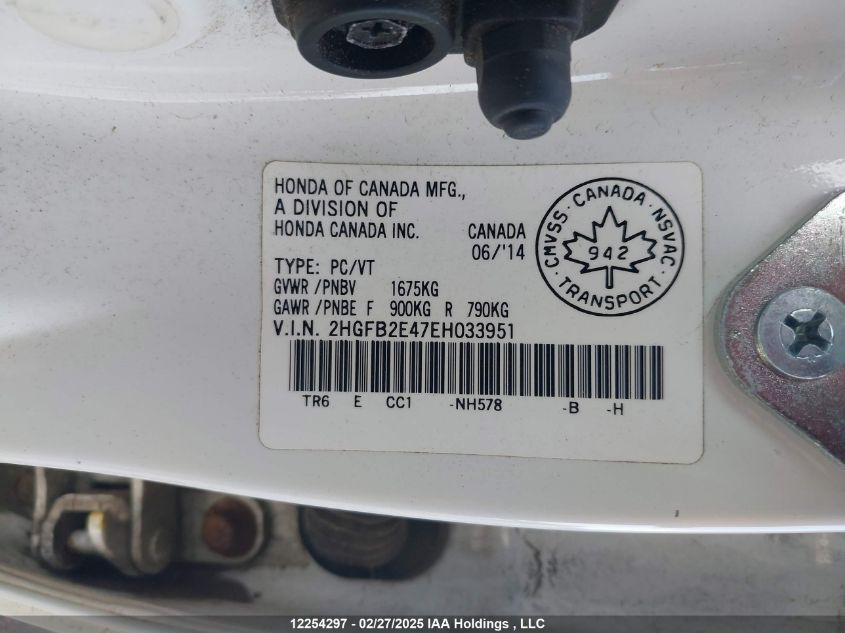 HONDA OF CANADA MFG.,
A DIVISION OF
HONDA CANADA INC. CANADA
06/'14
TYPE: PC/VT
GVWR /PNBV 1675KG
GAWR /PNBE F 900KG R 790KG
V.I.N. 2HGFB2E47EH033951
TR6 E CC1 -NH578 -B -H
CMVSS · CANADA · NSVAC
942
· TRANSPORT ·
12254297 - 02/27/2025 IAA Holdings , LLC